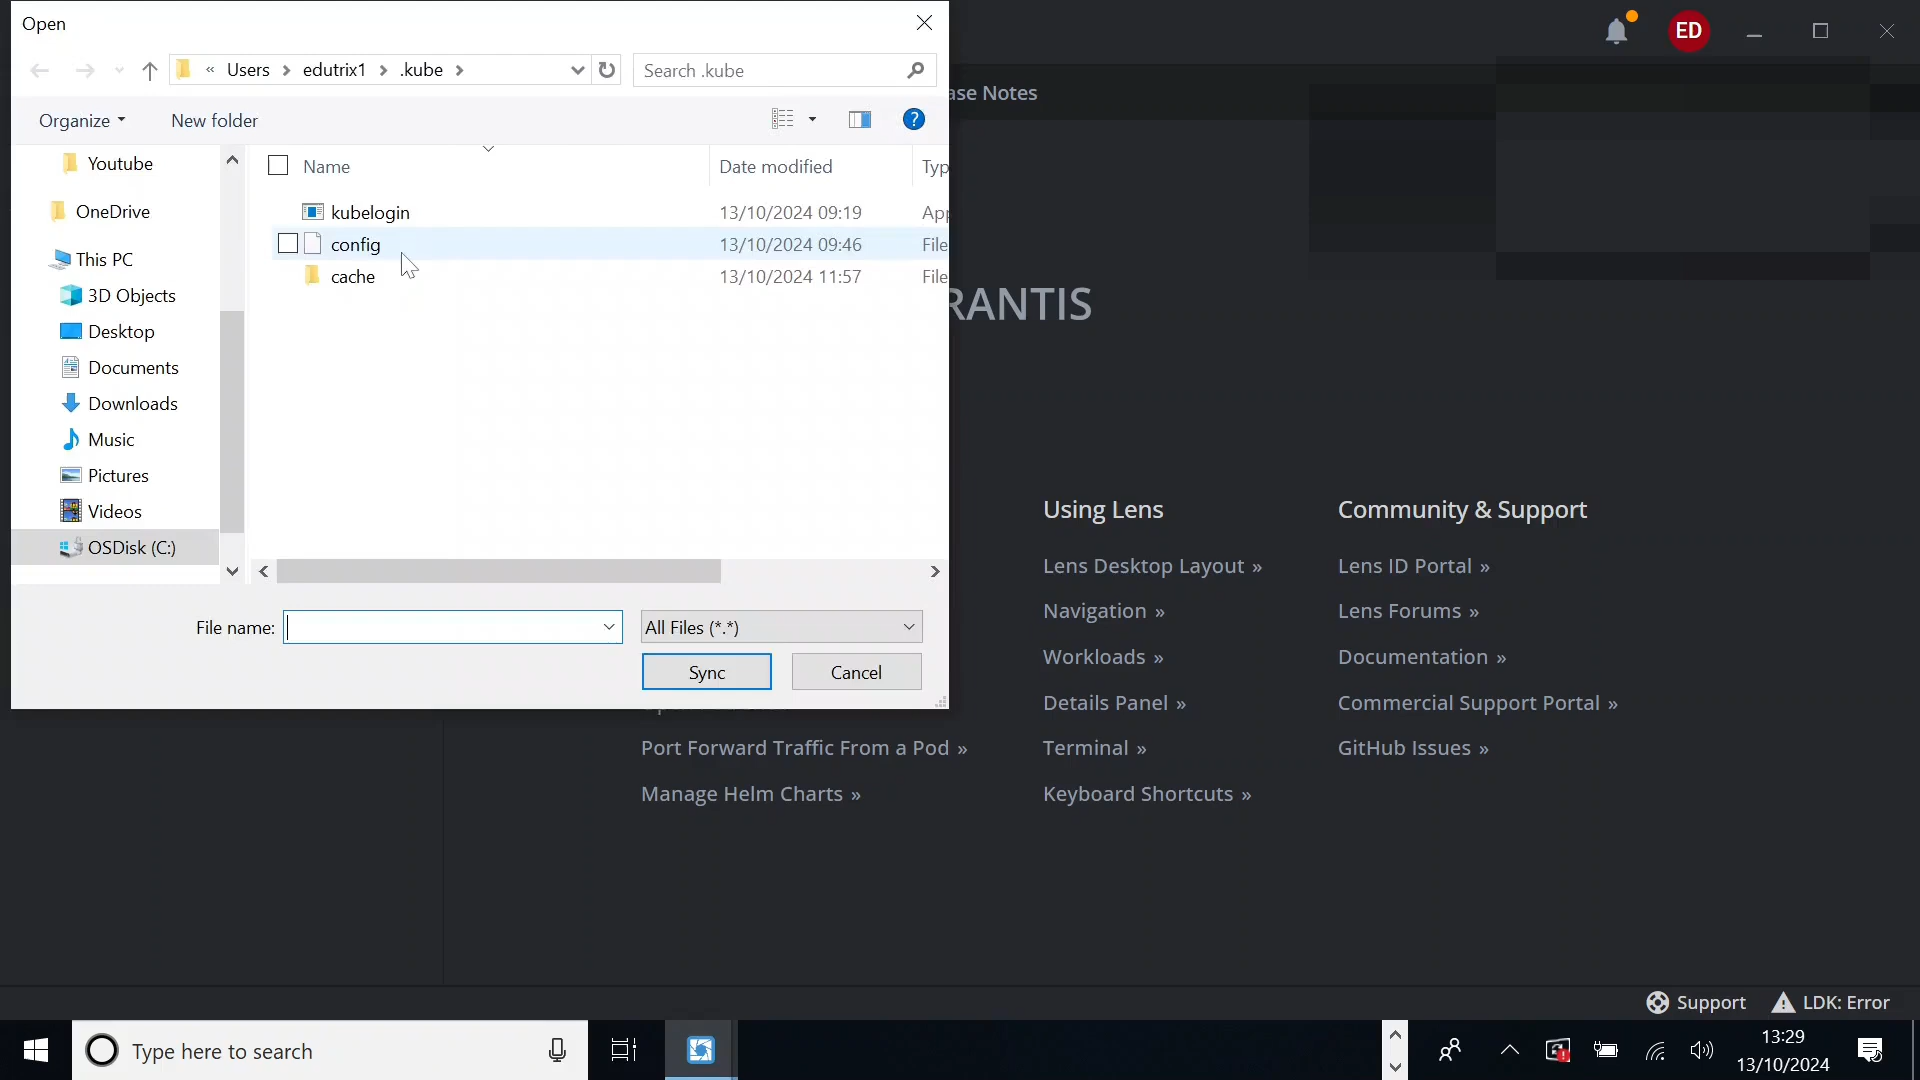 Open
« Users > edutrix1 > .kube >
Search .kube
Organize
New folder
Youtube
OneDrive
This PC
3D Objects
Desktop
Documents
Downloads
Music
Pictures
Videos
OSDisk (C:)
Name
Date modified
Typ
kubelogin
13/10/2024 09:19
App
config
13/10/2024 09:46
File
cache
13/10/2024 11:57
File
File name:
All Files (*.*)
Sync
Cancel
ED
ase Notes
RANTIS
Port Forward Traffic From a Pod »
Manage Helm Charts »
Using Lens
Lens Desktop Layout »
Navigation »
Workloads »
Details Panel »
Terminal »
Keyboard Shortcuts »
Community & Support
Lens ID Portal »
Lens Forums »
Documentation »
Commercial Support Portal »
GitHub Issues »
Support
LDK: Error
Type here to search
13:29
13/10/2024